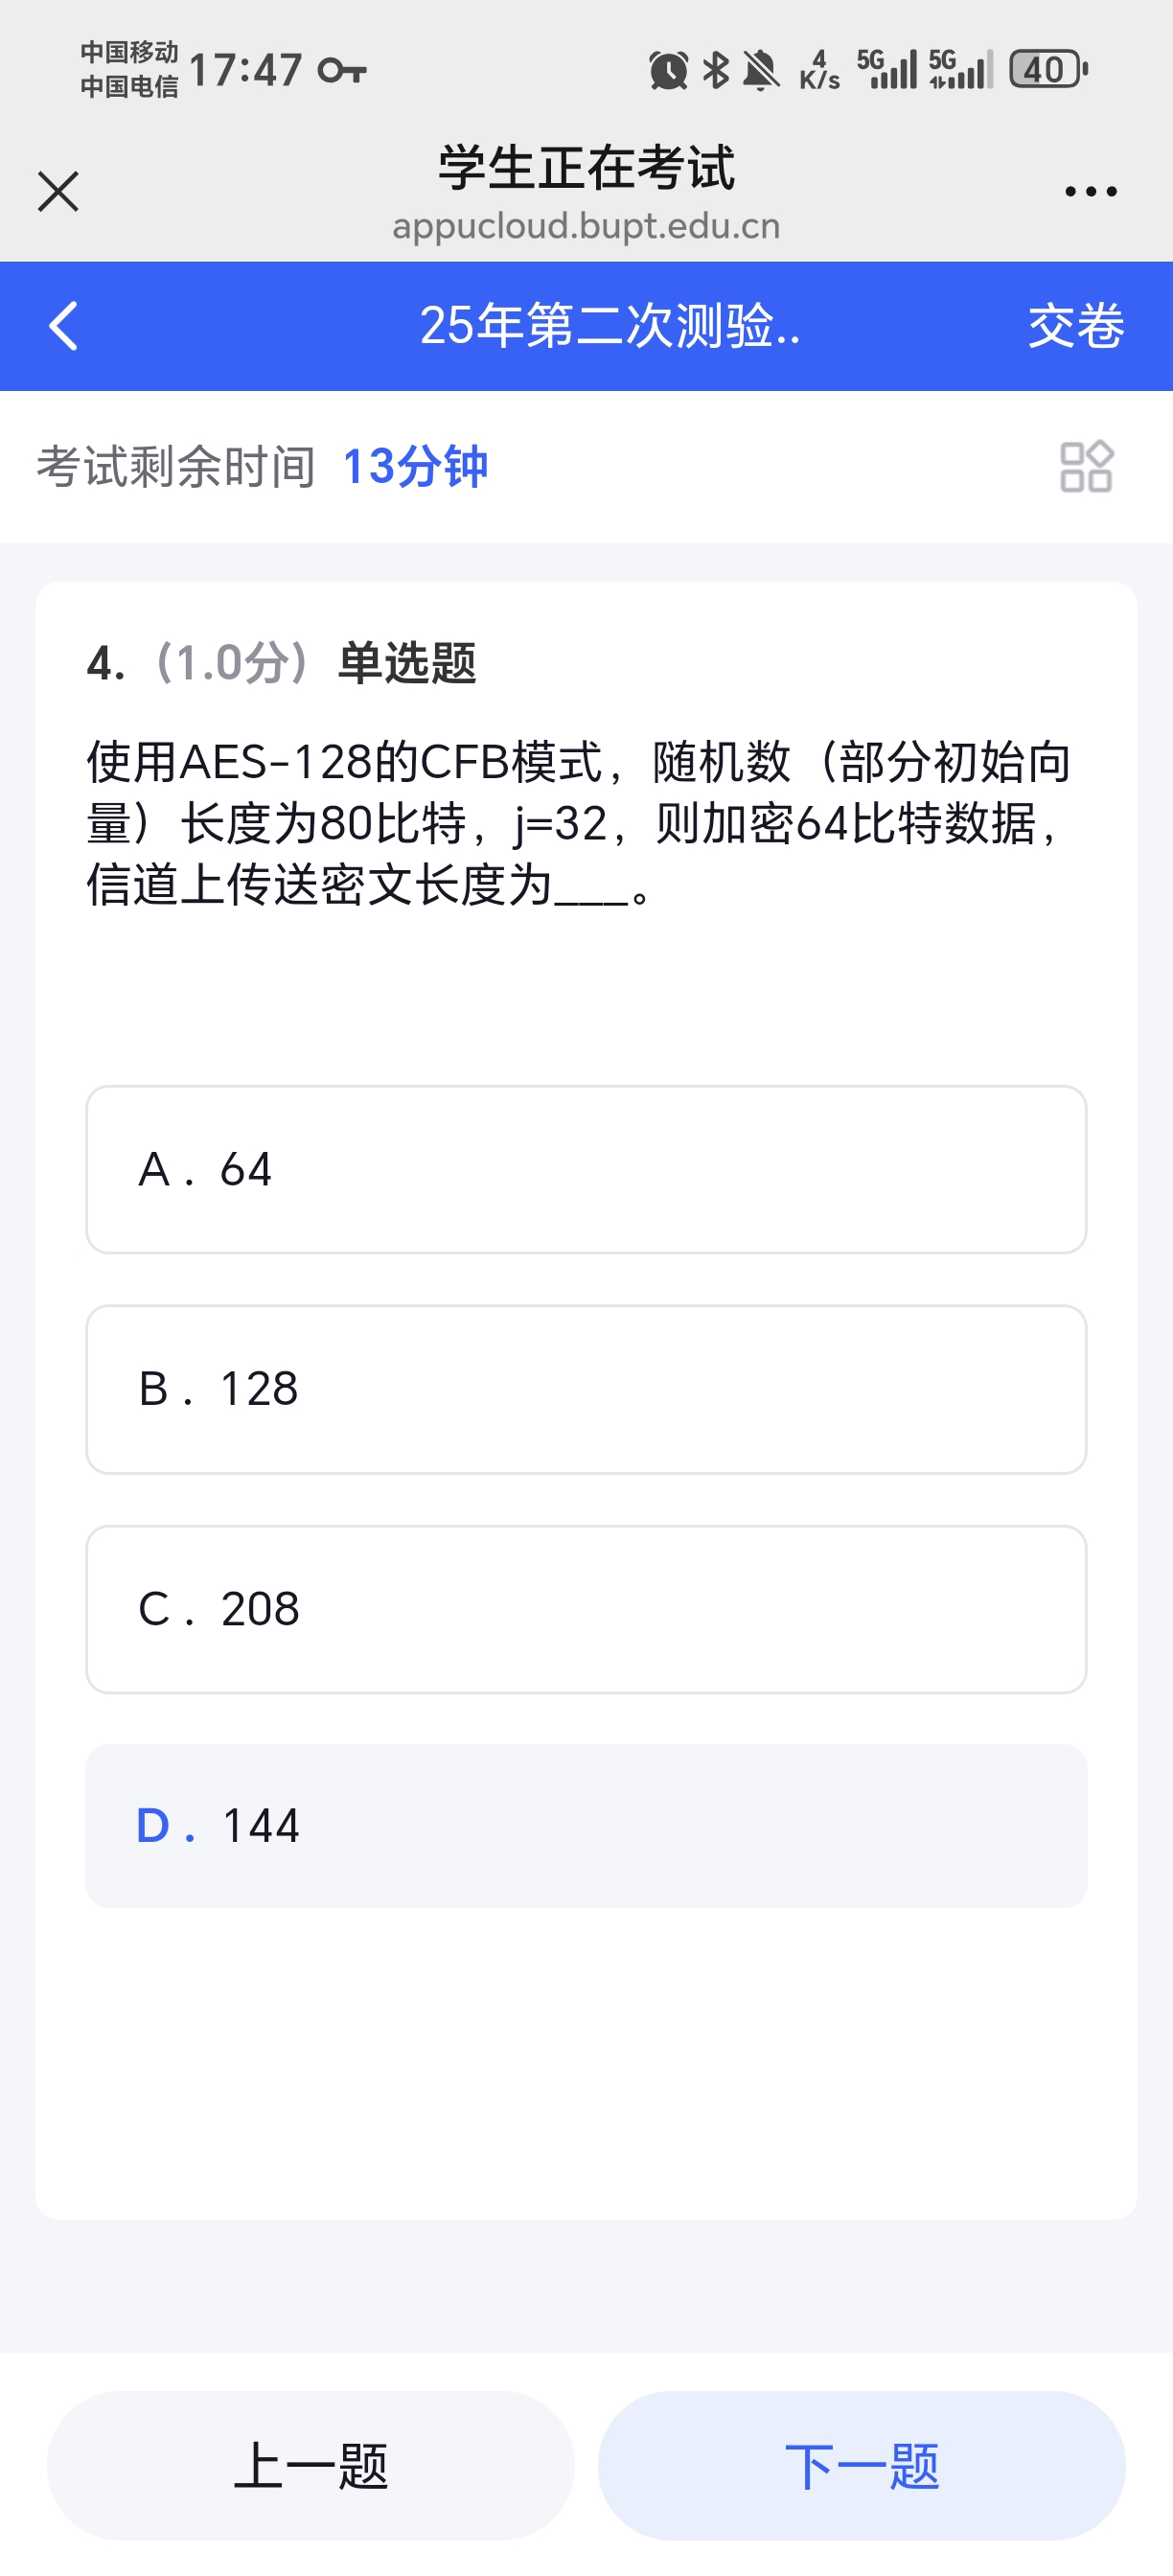 中国移动
中国电信
17:47
4 K/s 5G 5G 40
学生正在考试
appucloud.bupt.edu.cn
25年第二次测验.. 交卷
考试剩余时间 13分钟
4. (1.0分) 单选题
使用AES-128的CFB模式，随机数（部分初始向
量）长度为80比特，j=32，则加密64比特数据，
信道上传送密文长度为___。
A . 64
B . 128
C . 208
D . 144
上一题 下一题